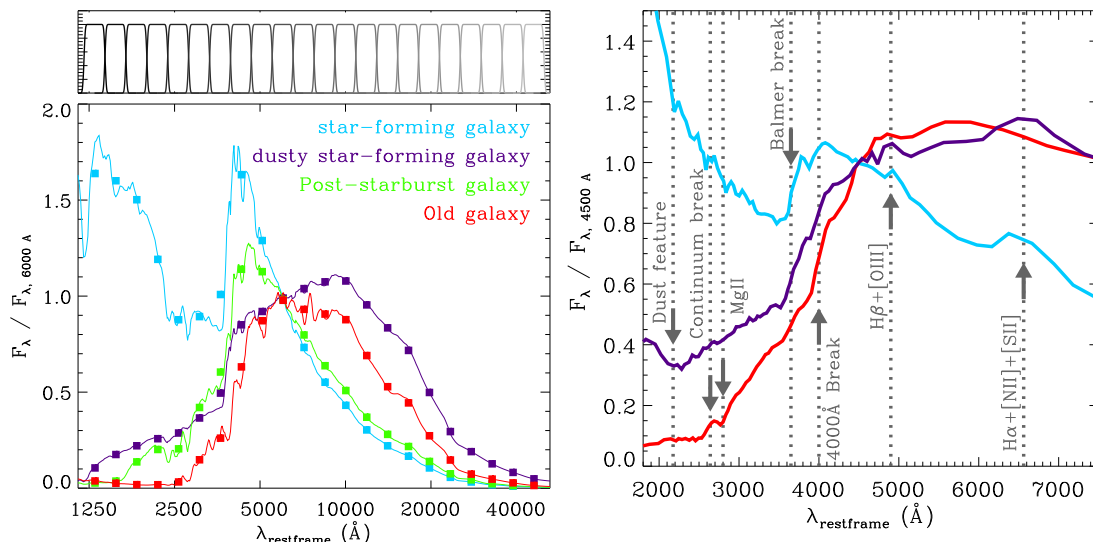 star-forming galaxy
dusty star-forming galaxy
Post-starburst galaxy
Old galaxy
2.0
1.5
1.0
0.5
0.0
F_λ / F_λ, 6000 A
1250 2500 5000 10000 20000 40000
λ_restframe (Å)
1.4
1.2
1.0
0.8
0.6
0.4
0.2
0.0
F_λ / F_λ, 4500 A
Dust feature
Continuum break
MgII
Balmer break
4000Å Break
Hβ+[OIII]
Hα+[NII]+[SII]
2000 3000 4000 5000 6000 7000
λ_restframe (Å)